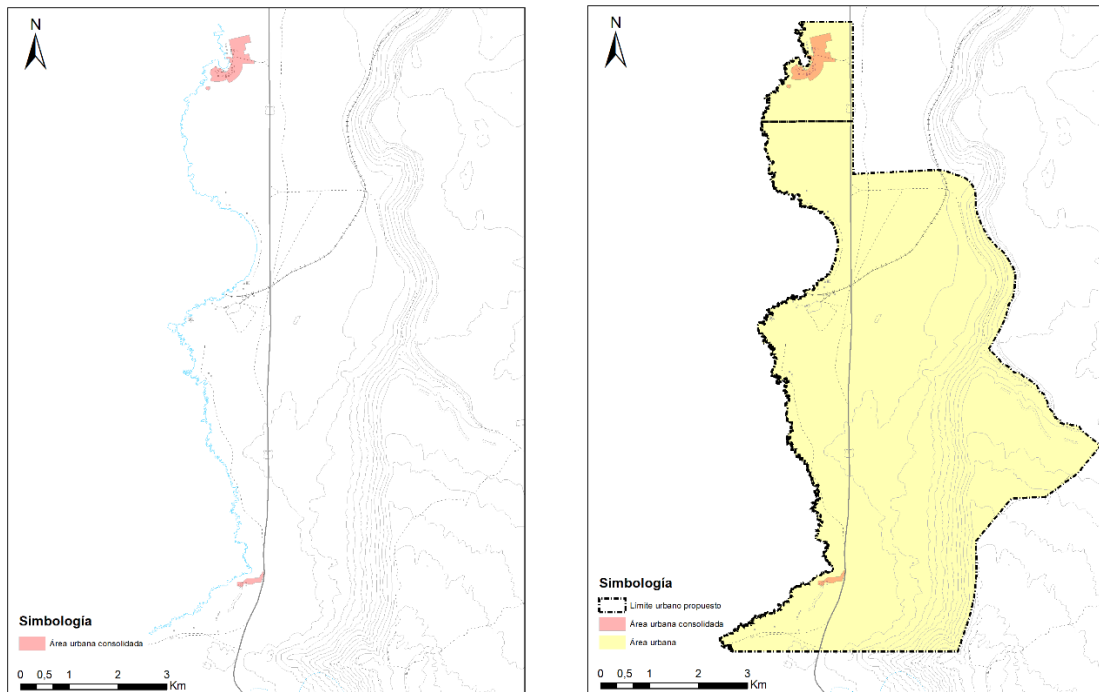 N
Simbología
Área urbana consolidada
0 0,5 1 2 3
Km
N
Simbología
Límite urbano propuesto
Área urbana consolidada
Área urbana
0 0,5 1 2 3
Km